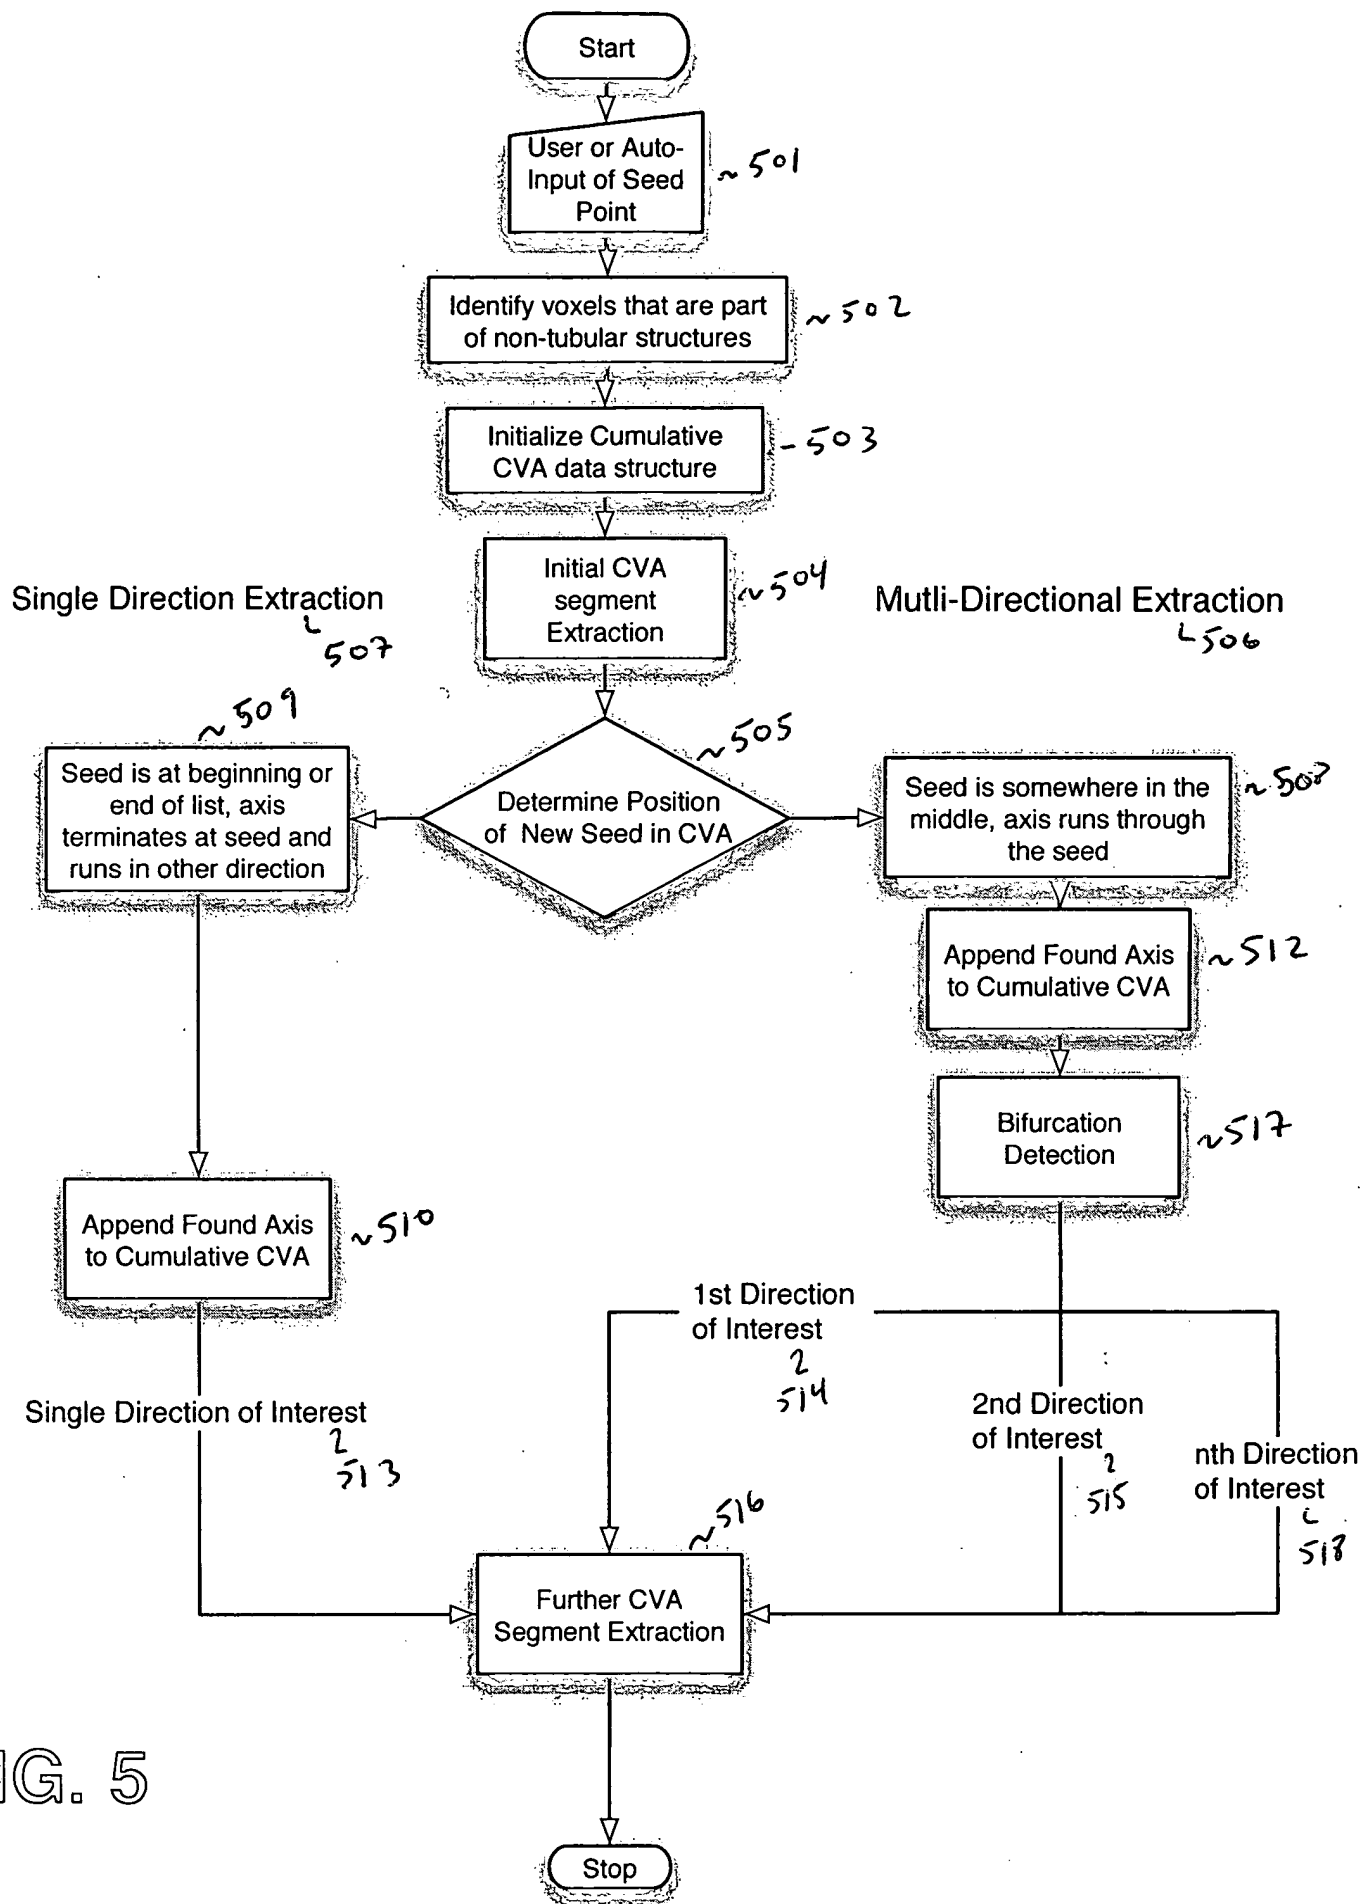 Start
User or Auto-
Input of Seed
Point
~501
Identify voxels that are part
of non-tubular structures
~502
Initialize Cumulative
CVA data structure
-503
Initial CVA
segment
Extraction
~504
Single Direction Extraction
507
Mutli-Directional Extraction
506
~509
Seed is at beginning or
end of list, axis
terminates at seed and
runs in other direction
Determine Position
of New Seed in CVA
~505
Seed is somewhere in the
middle, axis runs through
the seed
~508
Append Found Axis
to Cumulative CVA
~512
Bifurcation
Detection
~517
Append Found Axis
to Cumulative CVA
~510
1st Direction
of Interest
514
Single Direction of Interest
513
2nd Direction
of Interest
515
nth Direction
of Interest
518
~516
Further CVA
Segment Extraction
Stop
IG. 5